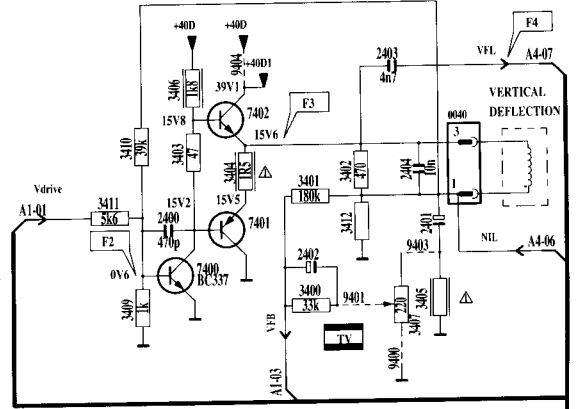 +40D
+40D
F4
9404
+40D1
2403
VFL
A4-07
4n7
3406
1k8
39V1
F3
VERTICAL
DEFLECTION
7402
15V8
15V6
0040
3410
39k
3403
47
3
3404
1R5
3402
470
2404
10n
Vdrive
3401
1
A1-01
3411
15V2
15V5
180k
5k6
2400
7401
3412
2401
470p
F2
2402
9403
NIL
A4-06
7400
BC337
0V6
3400
9401
220
3405
3409
1k
33k
3407
VFB
TV
9400
A1-03